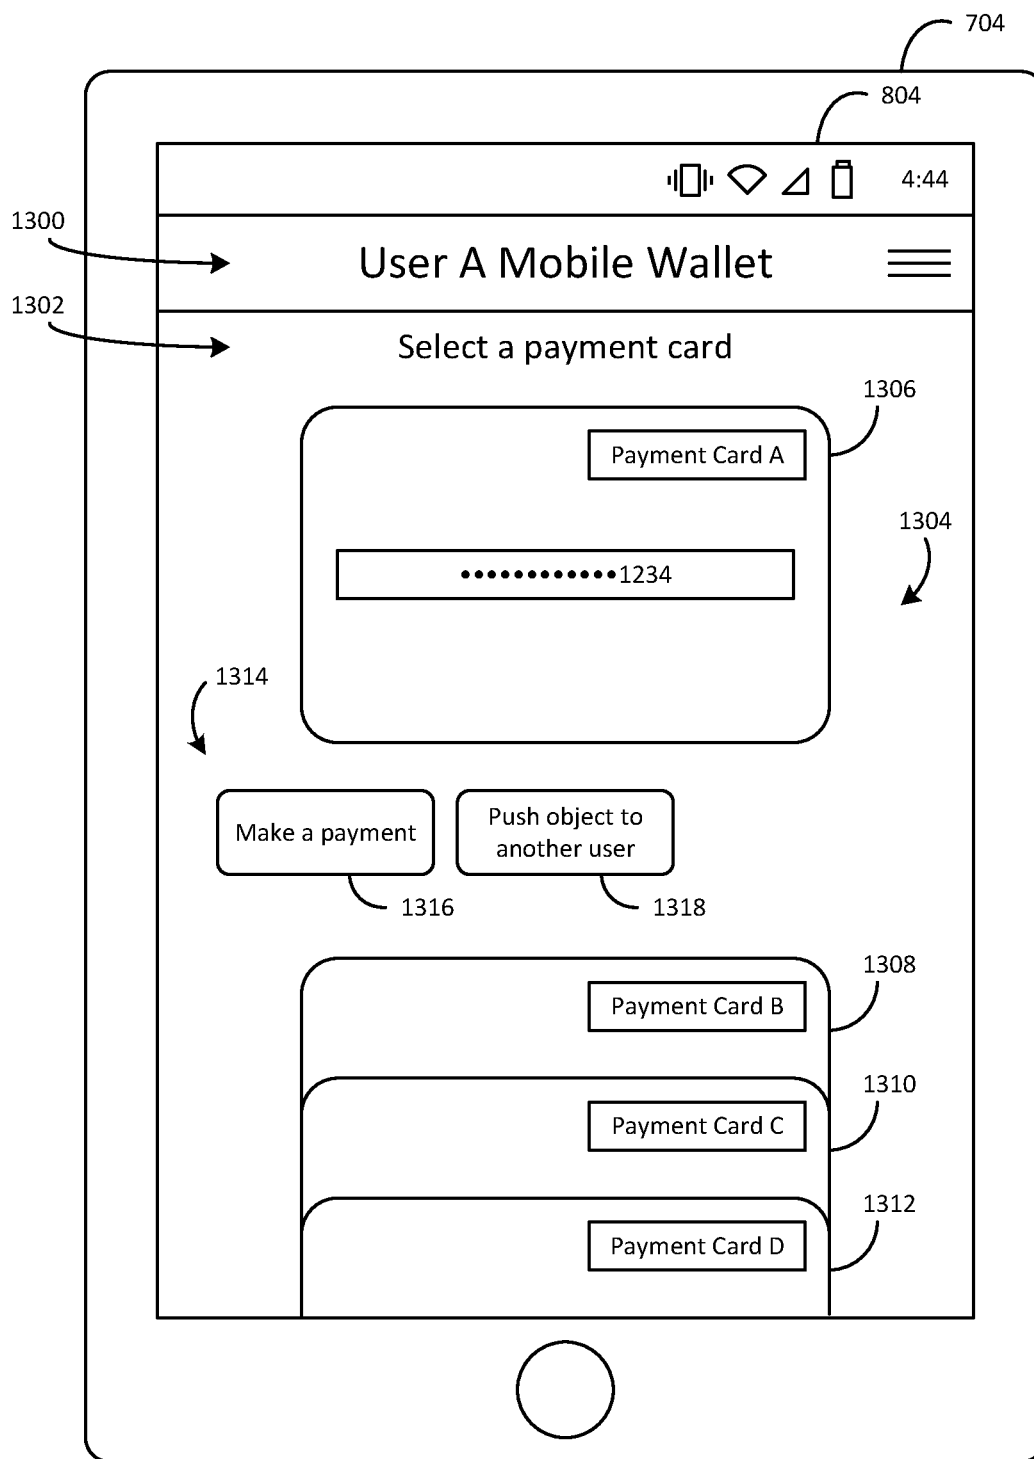 704
804
4:44
1300
User A Mobile Wallet
1302
Select a payment card
1306
Payment Card A
1304
••••••••••••1234
1314
Make a payment
Push object to
another user
1316
1318
1308
Payment Card B
1310
Payment Card C
1312
Payment Card D